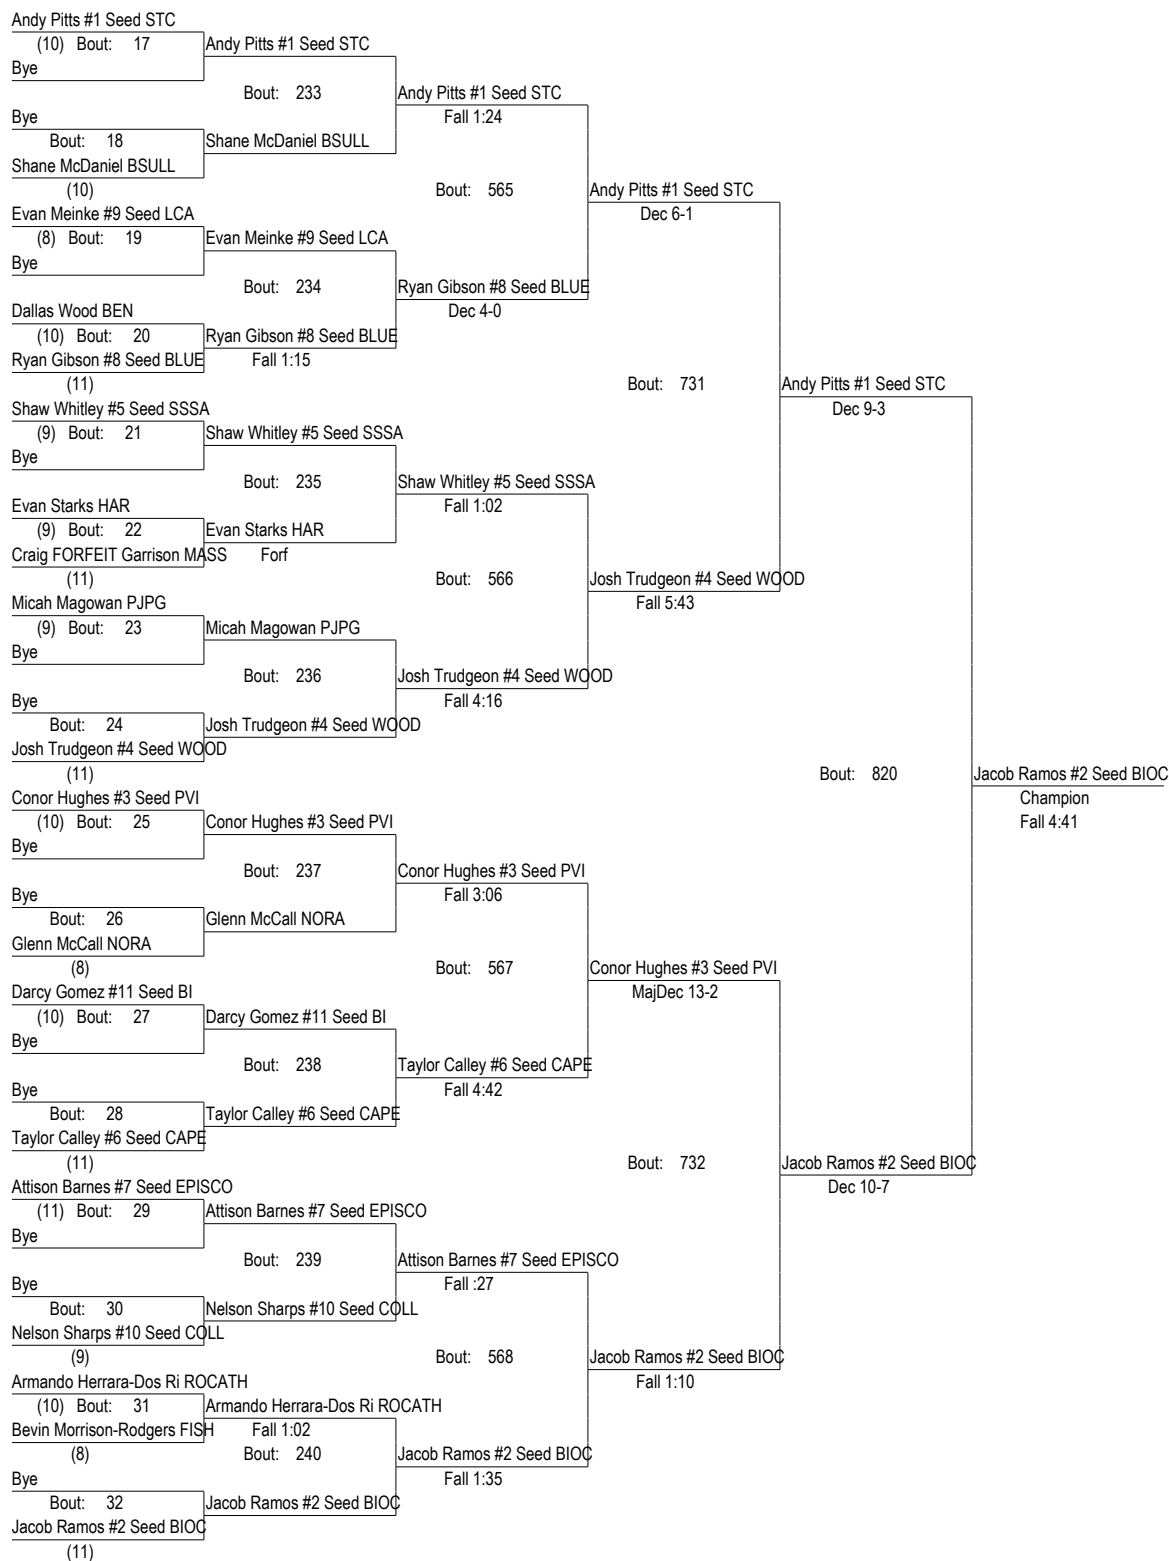 Andy Pitts #1 Seed STC
(10) Bout: 17 Andy Pitts #1 Seed STC
Bye
Bout: 233 Andy Pitts #1 Seed STC
Bye Fall 1:24
Bout: 18 Shane McDaniel BSULL
Shane McDaniel BSULL
(10) Bout: 565 Andy Pitts #1 Seed STC
Evan Meinke #9 Seed LCA Dec 6-1
(8) Bout: 19 Evan Meinke #9 Seed LCA
Bye
Bout: 234 Ryan Gibson #8 Seed BLUE
Dallas Wood BEN Dec 4-0
(10) Bout: 20 Ryan Gibson #8 Seed BLUE
Ryan Gibson #8 Seed BLUE Fall 1:15
(11) Bout: 731 Andy Pitts #1 Seed STC
Shaw Whitley #5 Seed SSSA Dec 9-3
(9) Bout: 21 Shaw Whitley #5 Seed SSSA
Bye
Bout: 235 Shaw Whitley #5 Seed SSSA
Evan Starks HAR Fall 1:02
(9) Bout: 22 Evan Starks HAR
Craig FORFEIT Garrison MASS Forf
(11) Bout: 566 Josh Trudgeon #4 Seed WOOD
Micah Magowan PJPG Fall 5:43
(9) Bout: 23 Micah Magowan PJPG
Bye
Bout: 236 Josh Trudgeon #4 Seed WOOD
Bye Fall 4:16
Bout: 24 Josh Trudgeon #4 Seed WOOD
Josh Trudgeon #4 Seed WOOD
(11) Bout: 820 Jacob Ramos #2 Seed BIOC
Conor Hughes #3 Seed PVI Champion
(10) Bout: 25 Conor Hughes #3 Seed PVI Fall 4:41
Bye
Bout: 237 Conor Hughes #3 Seed PVI
Bye Fall 3:06
Bout: 26 Glenn McCall NORA
Glenn McCall NORA
(8) Bout: 567 Conor Hughes #3 Seed PVI
Darcy Gomez #11 Seed BI MajDec 13-2
(10) Bout: 27 Darcy Gomez #11 Seed BI
Bye
Bout: 238 Taylor Calley #6 Seed CAPE
Bye Fall 4:42
Bout: 28 Taylor Calley #6 Seed CAPE
Taylor Calley #6 Seed CAPE
(11) Bout: 732 Jacob Ramos #2 Seed BIOC
Attison Barnes #7 Seed EPISCO Dec 10-7
(11) Bout: 29 Attison Barnes #7 Seed EPISCO
Bye
Bout: 239 Attison Barnes #7 Seed EPISCO
Bye Fall :27
Bout: 30 Nelson Sharps #10 Seed COLL
Nelson Sharps #10 Seed COLL
(9) Bout: 568 Jacob Ramos #2 Seed BIOC
Armando Herrara-Dos Ri ROCATH Fall 1:10
(10) Bout: 31 Armando Herrara-Dos Ri ROCATH
Bevin Morrison-Rodgers FISH Fall 1:02
(8) Bout: 240 Jacob Ramos #2 Seed BIOC
Bye Fall 1:35
Bout: 32 Jacob Ramos #2 Seed BIOC
Jacob Ramos #2 Seed BIOC
(11)